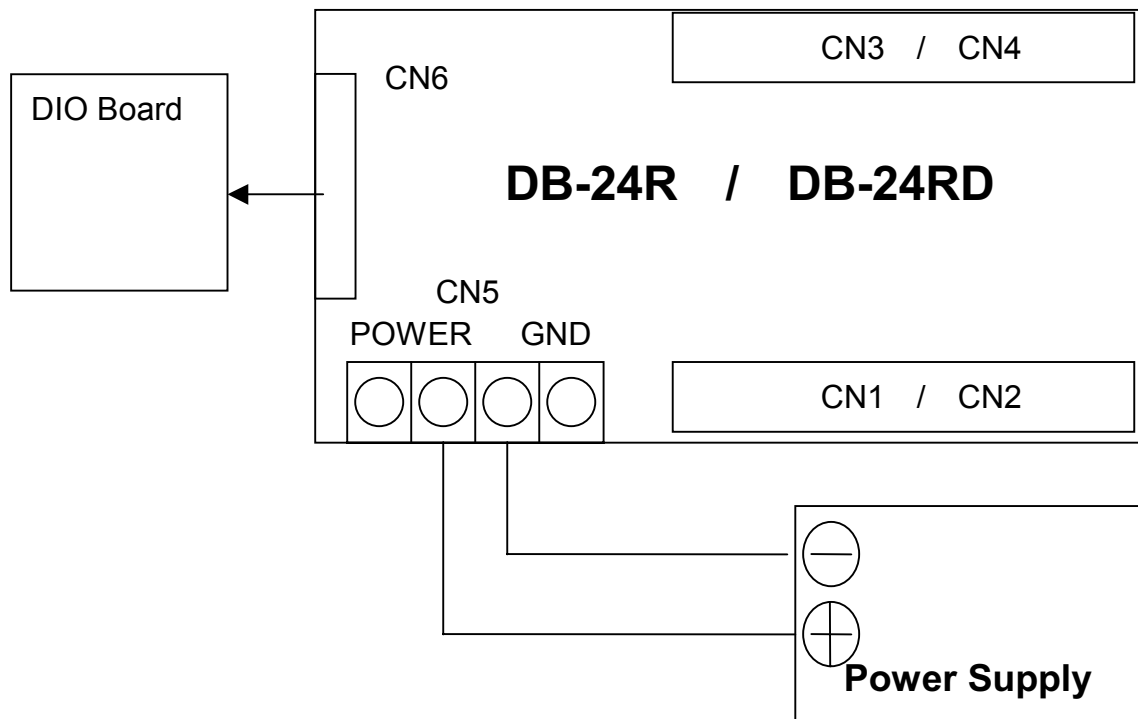 CN3 / CN4
CN6
DIO Board
DB-24R / DB-24RD
CN5
POWER GND
CN1 / CN2
Power Supply